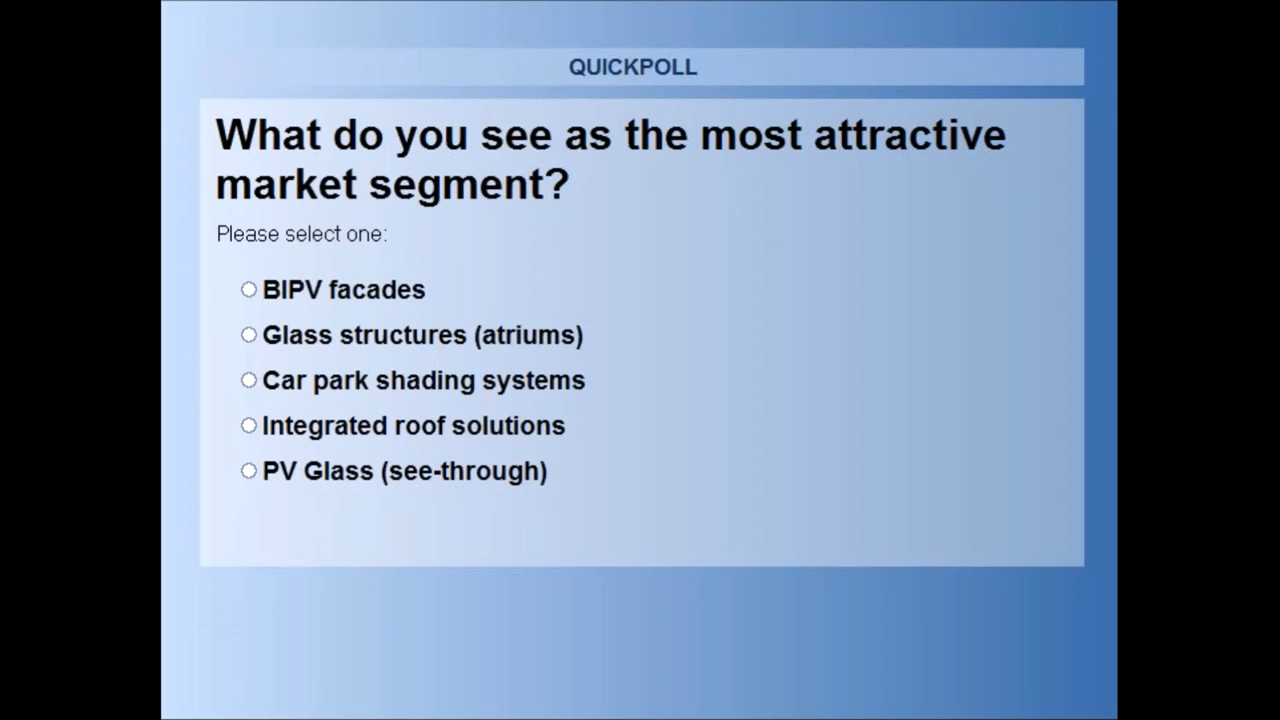 QUICKPOLL
What do you see as the most attractive
market segment?
Please select one:
BIPV facades
Glass structures (atriums)
Car park shading systems
Integrated roof solutions
PV Glass (see-through)